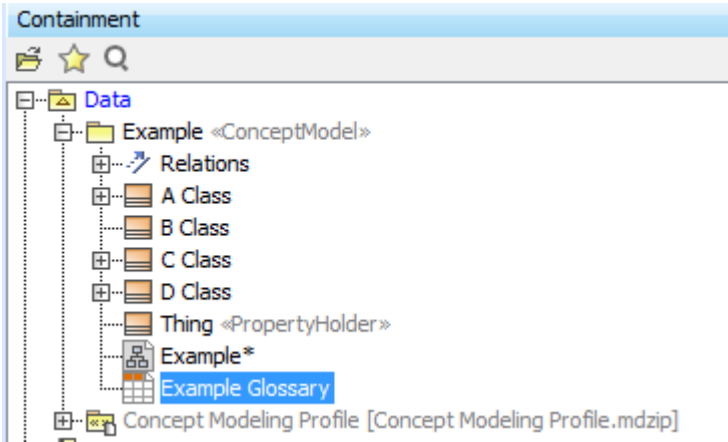 Containment
Data
Example «ConceptModel»
Relations
A Class
B Class
C Class
D Class
Thing «PropertyHolder»
Example*
Example Glossary
Concept Modeling Profile [Concept Modeling Profile.mdzip]